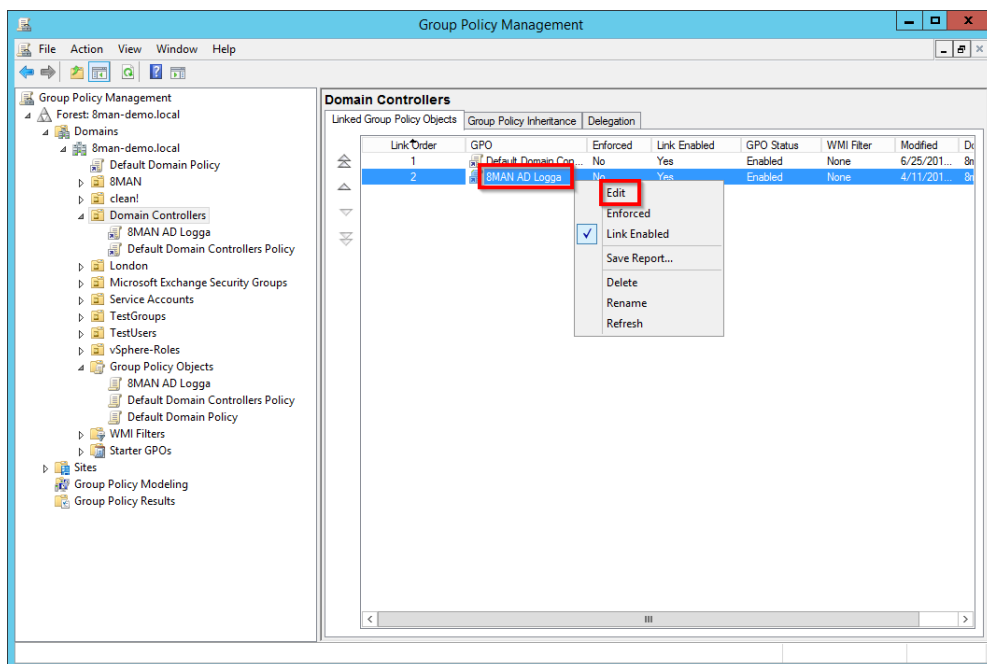 Group Policy Management
File Action View Window Help
Group Policy Management
Forest: 8man-demo.local
Domains
8man-demo.local
Default Domain Policy
8MAN
clean!
Domain Controllers
8MAN AD Logga
Default Domain Controllers Policy
London
Microsoft Exchange Security Groups
Service Accounts
TestGroups
TestUsers
vSphere-Roles
Group Policy Objects
8MAN AD Logga
Default Domain Controllers Policy
Default Domain Policy
WMI Filters
Starter GPOs
Sites
Group Policy Modeling
Group Policy Results
Domain Controllers
Linked Group Policy Objects Group Policy Inheritance Delegation
Link Order GPO Enforced Link Enabled GPO Status WMI Filter Modified Do
1 Default Domain Con... No Yes Enabled None 6/25/201... 8n
2 8MAN AD Logga No Yes Enabled None 4/11/201... 8n
Edit
Enforced
Link Enabled
Save Report...
Delete
Rename
Refresh